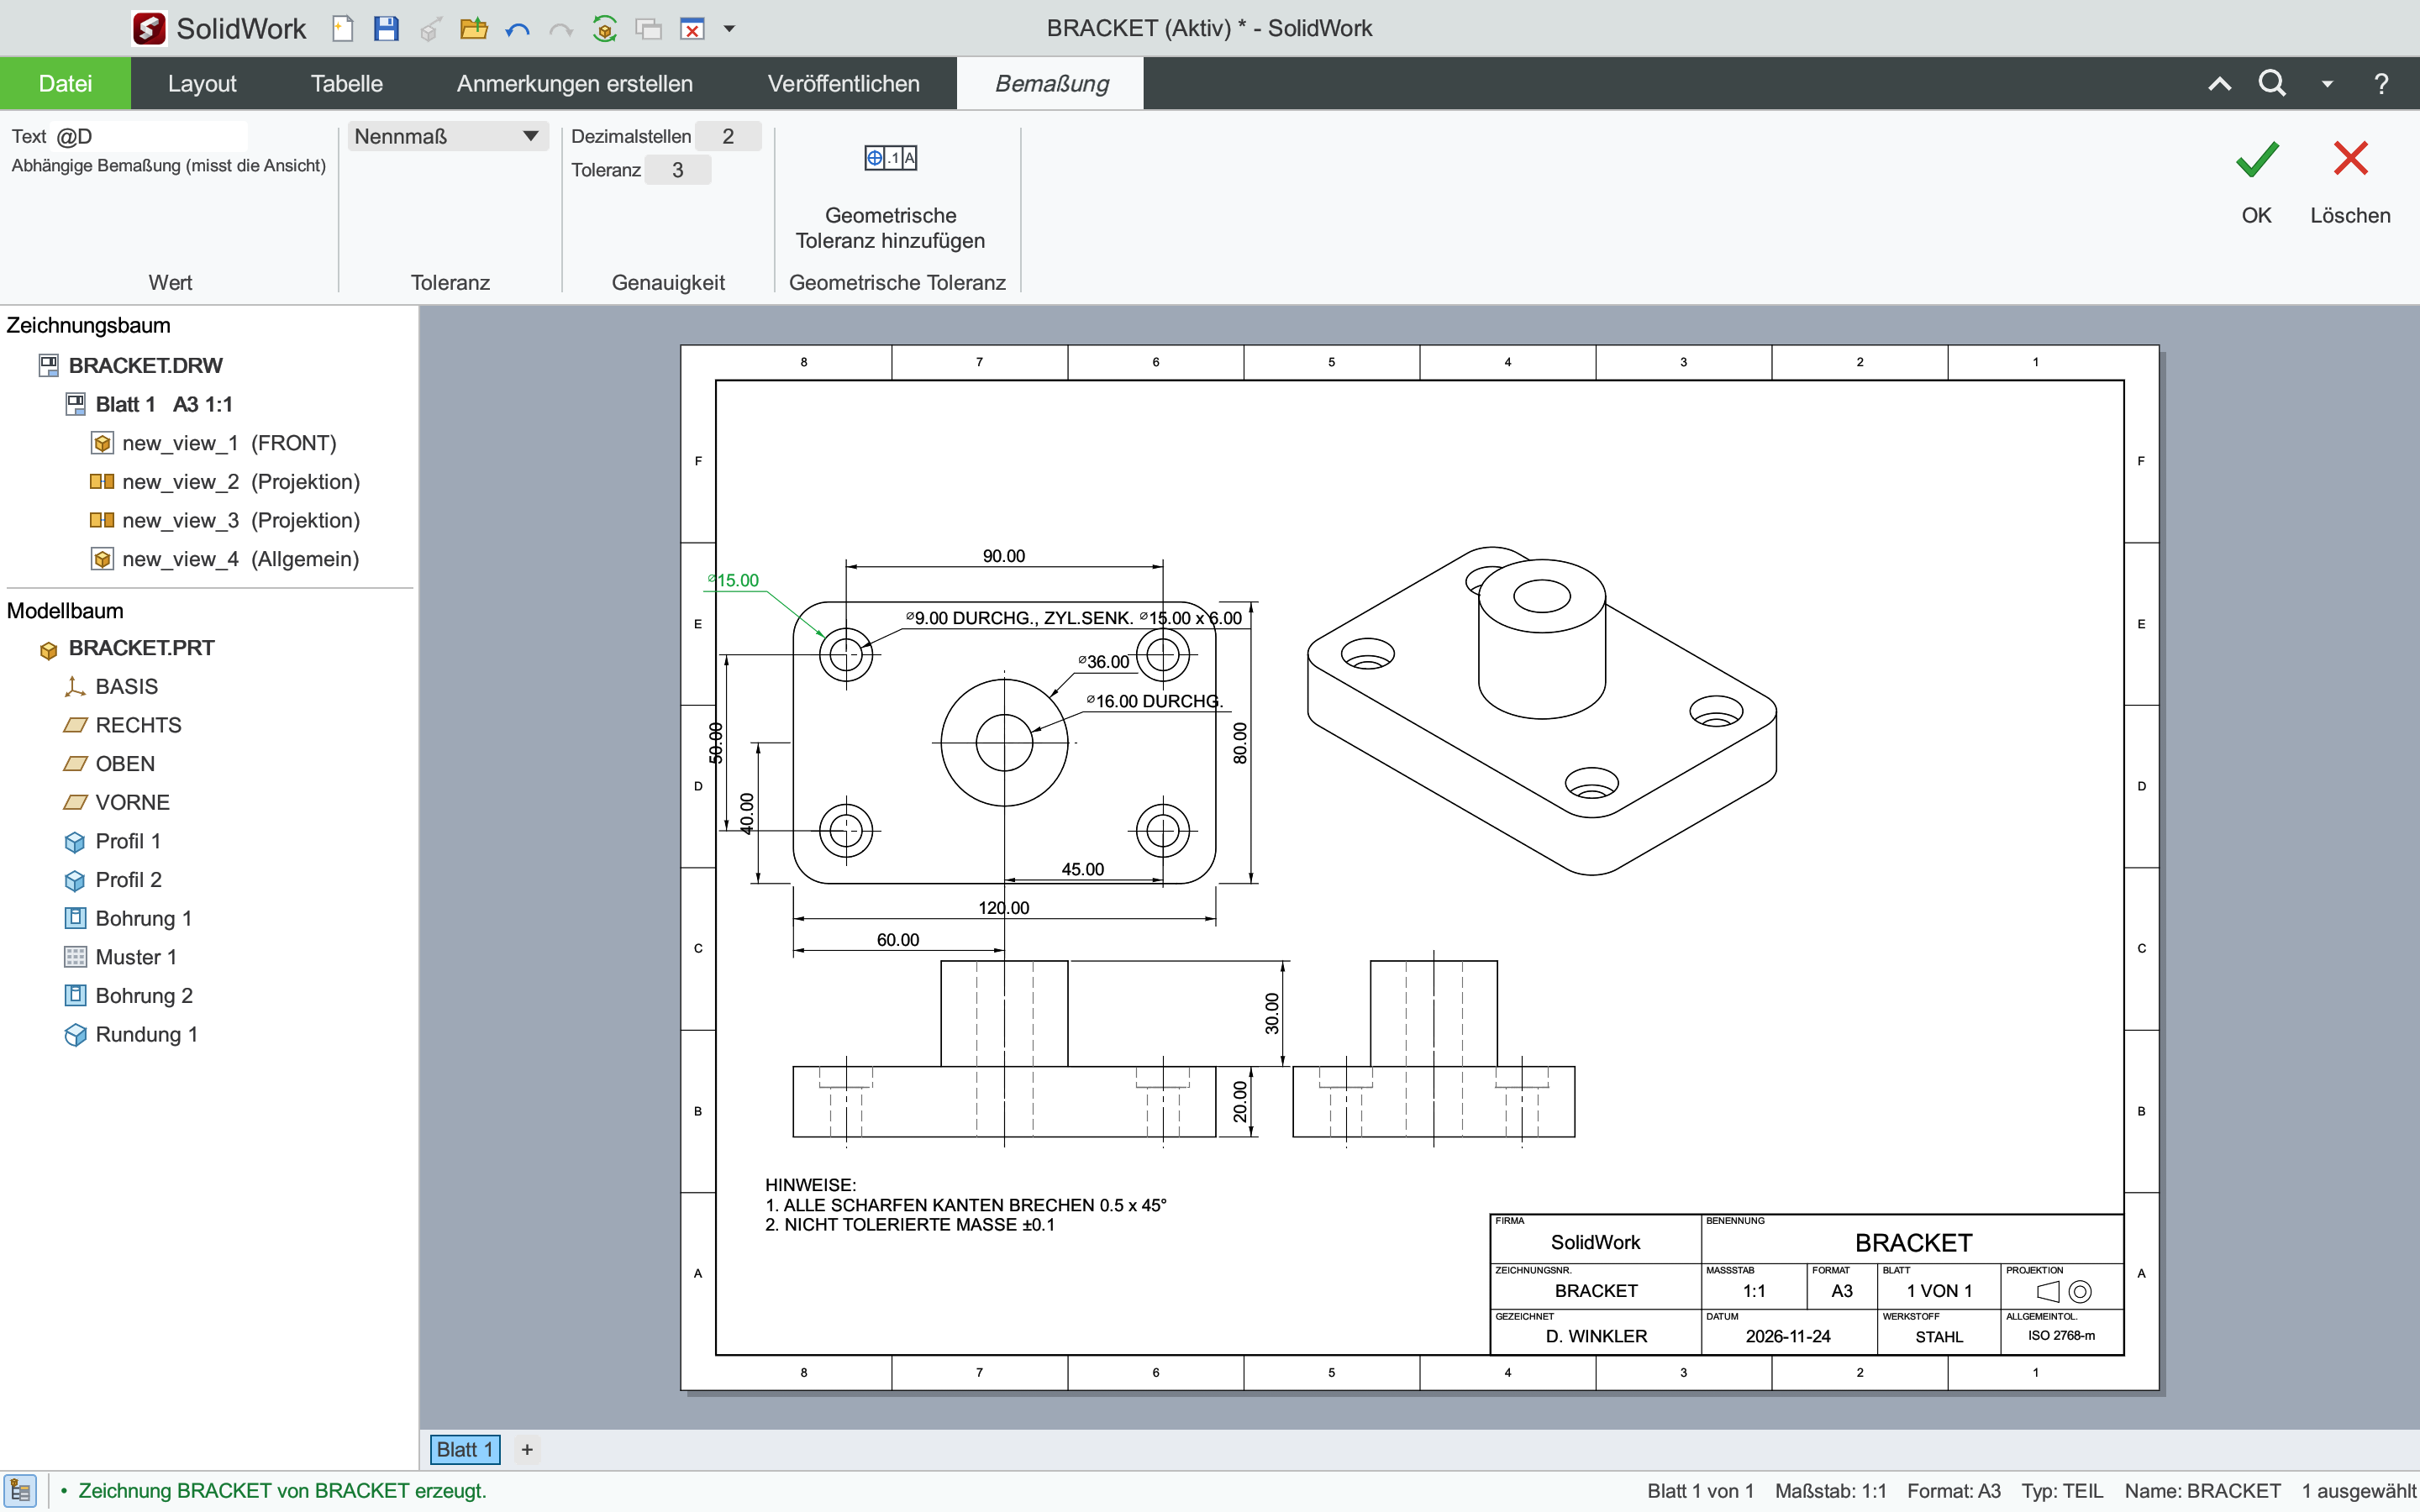 SolidWork
BRACKET (Aktiv) * - SolidWork
Datei
Layout
Tabelle
Anmerkungen erstellen
Veröffentlichen
Bemaßung
?
Text @D
Abhängige Bemaßung (misst die Ansicht)
Wert
Nennmaß
Toleranz
Dezimalstellen 2
Toleranz 3
Genauigkeit
.1 A
Geometrische
Toleranz hinzufügen
Geometrische Toleranz
OK
Löschen
Zeichnungsbaum
BRACKET.DRW
Blatt 1 A3 1:1
new_view_1 (FRONT)
new_view_2 (Projektion)
new_view_3 (Projektion)
new_view_4 (Allgemein)
Modellbaum
BRACKET.PRT
BASIS
RECHTS
OBEN
VORNE
Profil 1
Profil 2
Bohrung 1
Muster 1
Bohrung 2
Rundung 1
8 7 6 5 4 3 2 1
F F
E E
D D
C C
B B
A A
90.00
⌀15.00
⌀9.00 DURCHG., ZYL.SENK. ⌀15.00 x 6.00
⌀36.00
⌀16.00 DURCHG.
50.00
80.00
40.00
45.00
120.00
60.00
30.00
20.00
HINWEISE:
1. ALLE SCHARFEN KANTEN BRECHEN 0.5 x 45°
2. NICHT TOLERIERTE MASSE ±0.1
FIRMA
SolidWork
BENENNUNG
BRACKET
ZEICHNUNGSNR.
BRACKET
MASSSTAB
1:1
FORMAT
A3
BLATT
1 VON 1
PROJEKTION
GEZEICHNET
D. WINKLER
DATUM
2026-11-24
WERKSTOFF
STAHL
ALLGEMEINTOL.
ISO 2768-m
8 7 6 5 4 3 2 1
Blatt 1 +
• Zeichnung BRACKET von BRACKET erzeugt.
Blatt 1 von 1 Maßstab: 1:1 Format: A3 Typ: TEIL Name: BRACKET 1 ausgewählt